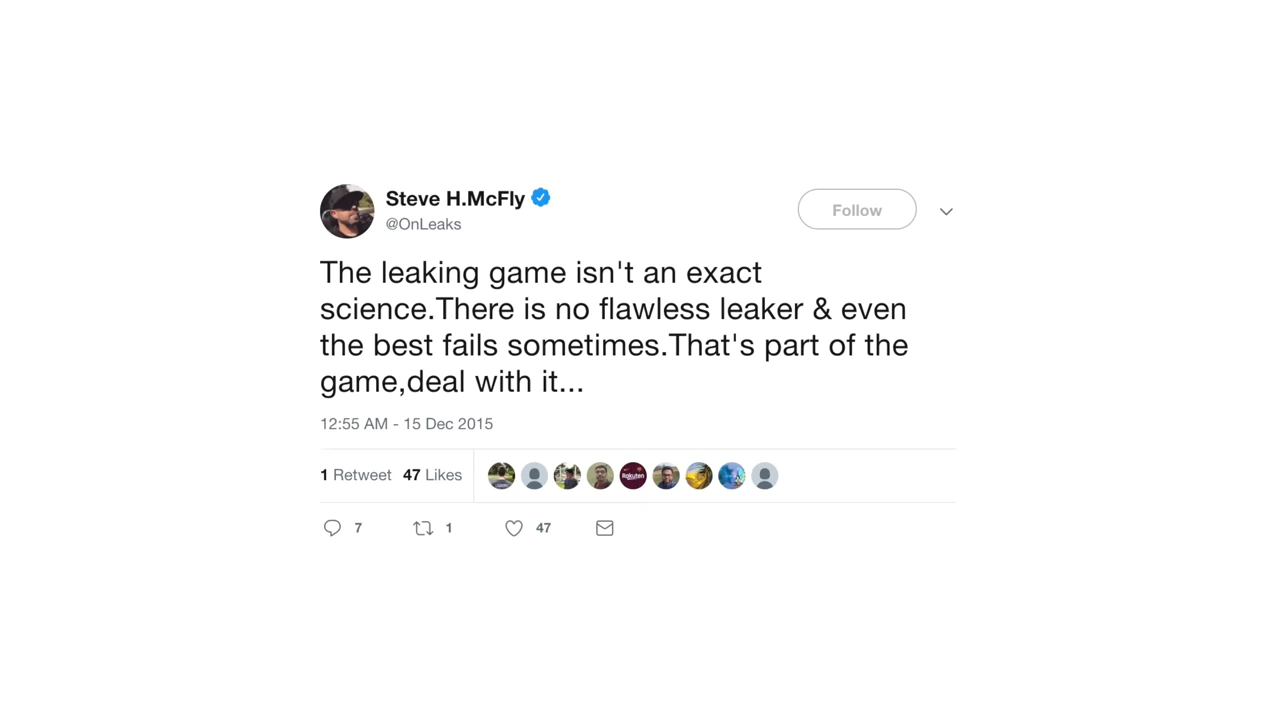 Steve H.McFly
@OnLeaks
Follow
The leaking game isn't an exact
science.There is no flawless leaker & even
the best fails sometimes.That's part of the
game,deal with it...
12:55 AM - 15 Dec 2015
1 Retweet 47 Likes
Rakuten
7 1 47